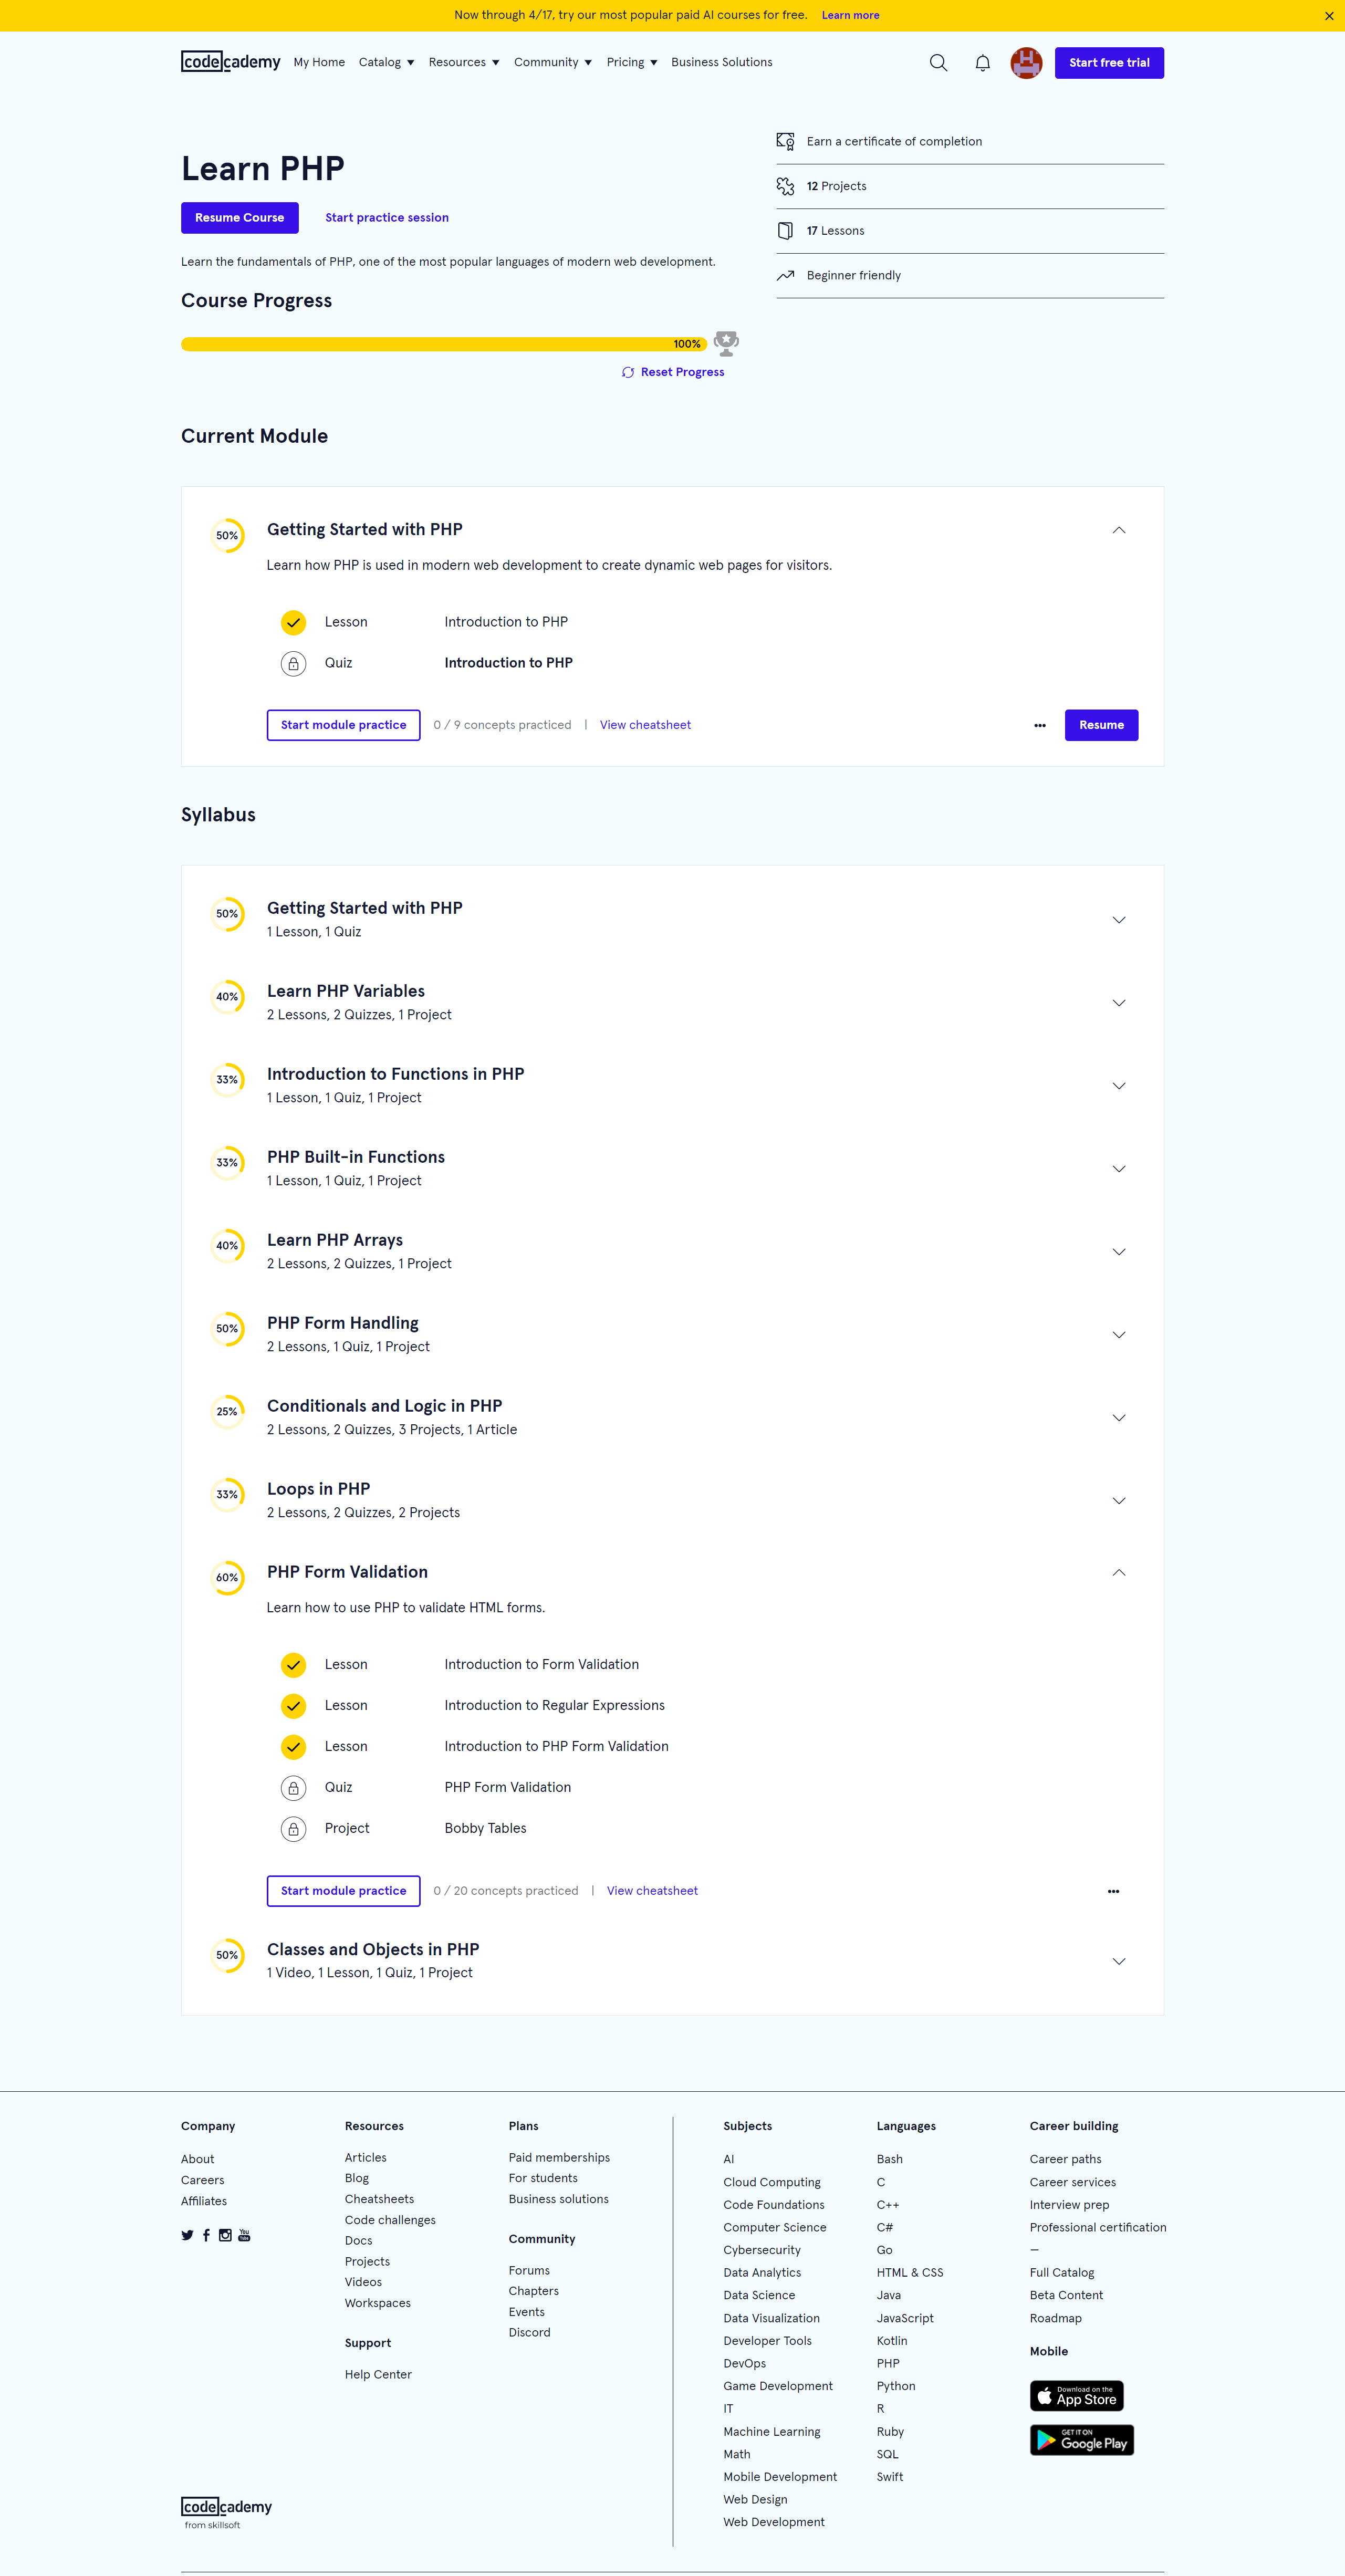 Now through 4/17, try our most popular paid AI courses for free. Learn more
codecademy My Home Catalog Resources Community Pricing Business Solutions Start free trial
Learn PHP
Resume Course Start practice session
Learn the fundamentals of PHP, one of the most popular languages of modern web development.
Earn a certificate of completion
12 Projects
17 Lessons
Beginner friendly
Course Progress
100%
Reset Progress
Current Module
50% Getting Started with PHP
Learn how PHP is used in modern web development to create dynamic web pages for visitors.
Lesson Introduction to PHP
Quiz Introduction to PHP
Start module practice 0 / 9 concepts practiced | View cheatsheet ••• Resume
Syllabus
50% Getting Started with PHP
1 Lesson, 1 Quiz
40% Learn PHP Variables
2 Lessons, 2 Quizzes, 1 Project
33% Introduction to Functions in PHP
1 Lesson, 1 Quiz, 1 Project
33% PHP Built-in Functions
1 Lesson, 1 Quiz, 1 Project
40% Learn PHP Arrays
2 Lessons, 2 Quizzes, 1 Project
50% PHP Form Handling
2 Lessons, 1 Quiz, 1 Project
25% Conditionals and Logic in PHP
2 Lessons, 2 Quizzes, 3 Projects, 1 Article
33% Loops in PHP
2 Lessons, 2 Quizzes, 2 Projects
60% PHP Form Validation
Learn how to use PHP to validate HTML forms.
Lesson Introduction to Form Validation
Lesson Introduction to Regular Expressions
Lesson Introduction to PHP Form Validation
Quiz PHP Form Validation
Project Bobby Tables
Start module practice 0 / 20 concepts practiced | View cheatsheet •••
50% Classes and Objects in PHP
1 Video, 1 Lesson, 1 Quiz, 1 Project
Company
About
Careers
Affiliates
You Tube
Resources
Articles
Blog
Cheatsheets
Code challenges
Docs
Projects
Videos
Workspaces
Support
Help Center
Plans
Paid memberships
For students
Business solutions
Community
Forums
Chapters
Events
Discord
Subjects
AI
Cloud Computing
Code Foundations
Computer Science
Cybersecurity
Data Analytics
Data Science
Data Visualization
Developer Tools
DevOps
Game Development
IT
Machine Learning
Math
Mobile Development
Web Design
Web Development
Languages
Bash
C
C++
C#
Go
HTML & CSS
Java
JavaScript
Kotlin
PHP
Python
R
Ruby
SQL
Swift
Career building
Career paths
Career services
Interview prep
Professional certification
—
Full Catalog
Beta Content
Roadmap
Mobile
Download on the
App Store
GET IT ON
Google Play
codecademy
from skillsoft